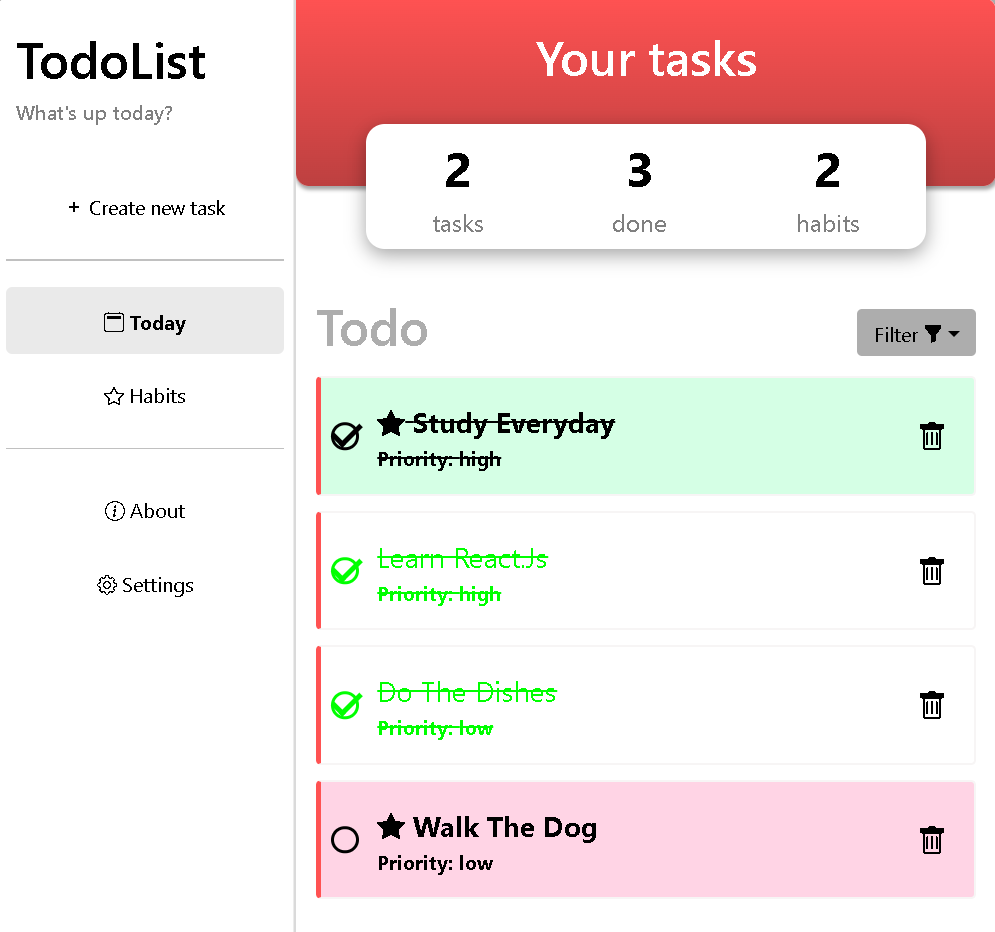 TodoList
What's up today?
+ Create new task
Today
Habits
About
Settings
Your tasks
2 3 2
tasks done habits
Todo
Filter
Study Everyday
Priority: high
Learn React.Js
Priority: high
Do The Dishes
Priority: low
Walk The Dog
Priority: low